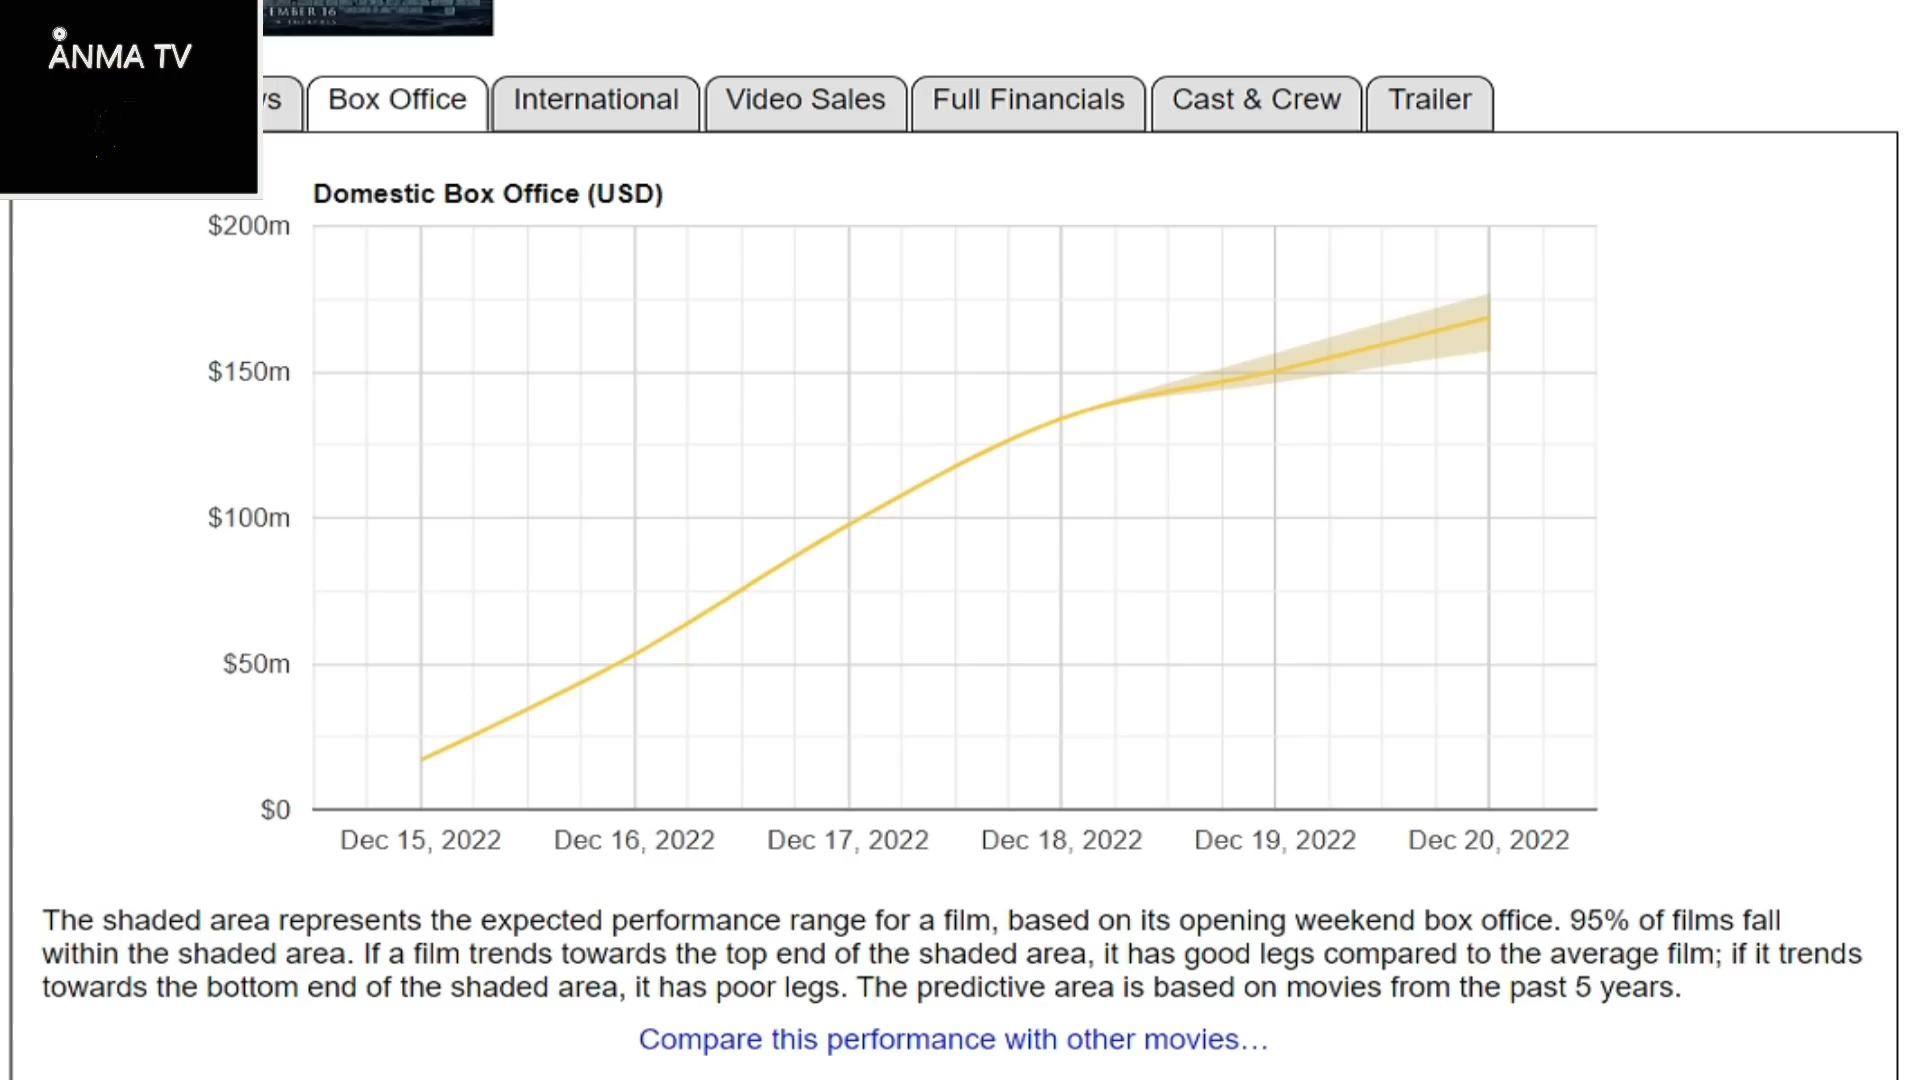 EMBER 16
IN THEATRES
ÅNMA TV
vs
Box Office
International
Video Sales
Full Financials
Cast & Crew
Trailer
Domestic Box Office (USD)
$200m
$150m
$100m
$50m
$0
Dec 15, 2022
Dec 16, 2022
Dec 17, 2022
Dec 18, 2022
Dec 19, 2022
Dec 20, 2022
The shaded area represents the expected performance range for a film, based on its opening weekend box office. 95% of films fall
within the shaded area. If a film trends towards the top end of the shaded area, it has good legs compared to the average film; if it trends
towards the bottom end of the shaded area, it has poor legs. The predictive area is based on movies from the past 5 years.
Compare this performance with other movies…